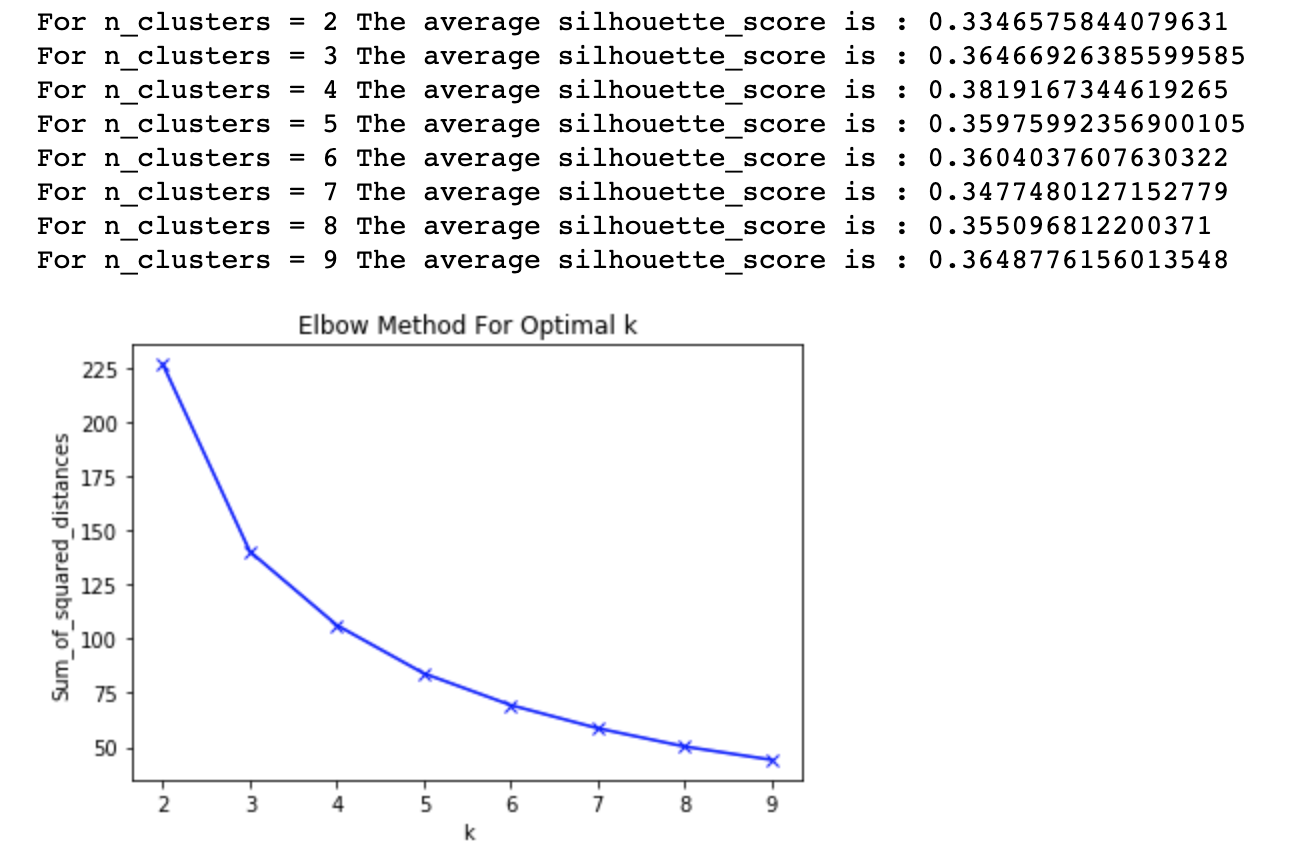 For n_clusters = 2 The average silhouette_score is : 0.3346575844079631
For n_clusters = 3 The average silhouette_score is : 0.36466926385599585
For n_clusters = 4 The average silhouette_score is : 0.3819167344619265
For n_clusters = 5 The average silhouette_score is : 0.35975992356900105
For n_clusters = 6 The average silhouette_score is : 0.3604037607630322
For n_clusters = 7 The average silhouette_score is : 0.3477480127152779
For n_clusters = 8 The average silhouette_score is : 0.355096812200371
For n_clusters = 9 The average silhouette_score is : 0.3648776156013548
Elbow Method For Optimal k
Sum_of_squared_distances
225
200
175
150
125
100
75
50
2 3 4 5 6 7 8 9
k